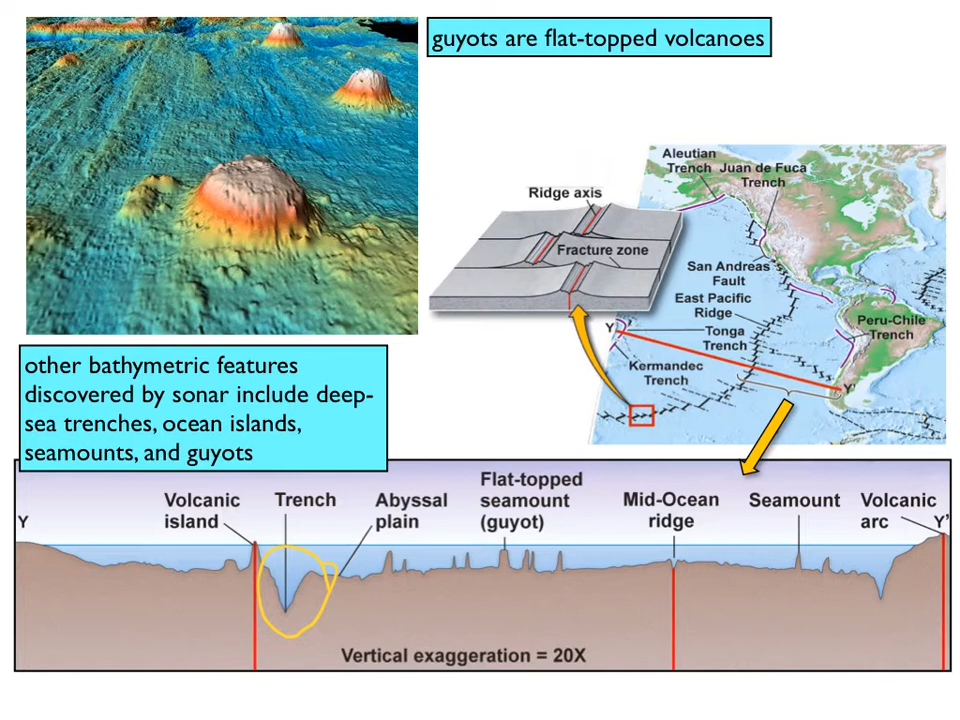 guyots are flat-topped volcanoes
Aleutian
Trench
Juan de Fuca
Trench
Ridge axis
Fracture zone
San Andreas
Fault
East Pacific
Ridge
Peru-Chile
Trench
Y
Tonga
Trench
Kermandec
Trench
Y'
other bathymetric features
discovered by sonar include deep-
sea trenches, ocean islands,
seamounts, and guyots
Y
Volcanic
island
Trench
Abyssal
plain
Flat-topped
seamount
(guyot)
Mid-Ocean
ridge
Seamount
Volcanic
arc
Y'
Vertical exaggeration = 20X